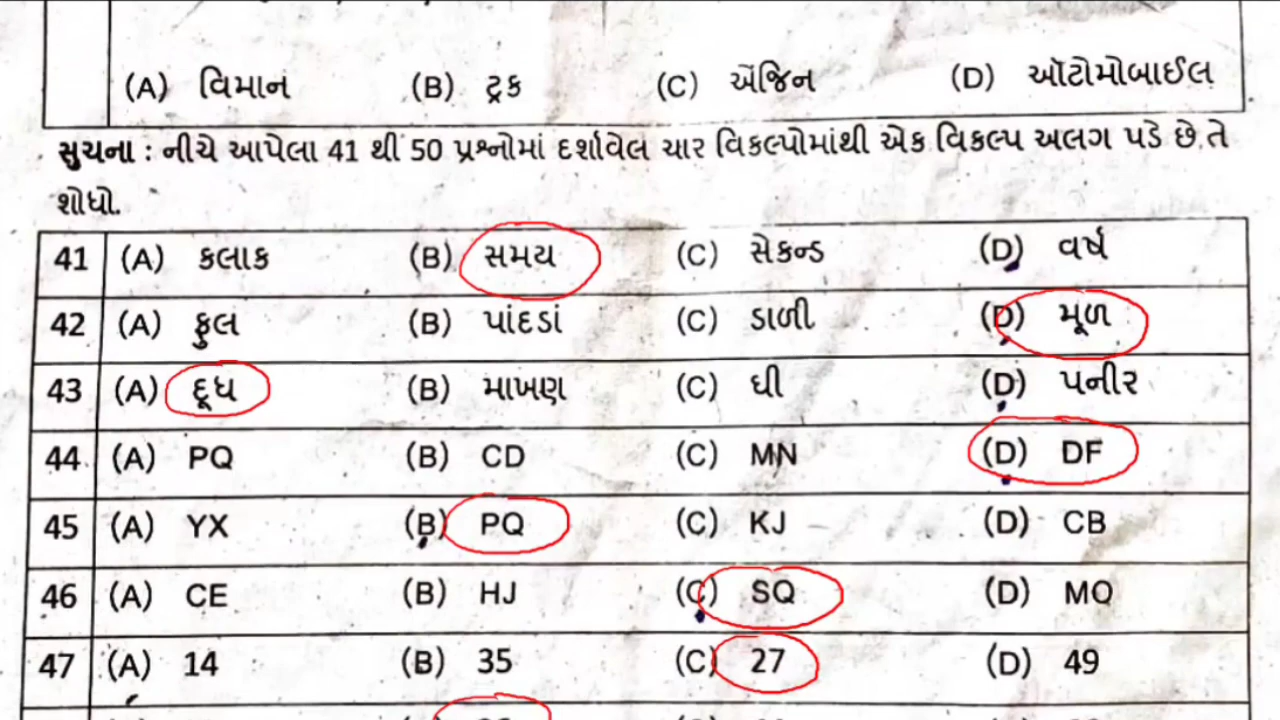 (A) વિમાન (B) ટ્રક (C) એંજિન (D) ઑટોમોબાઈલ
સુચના : નીચે આપેલા 41 થી 50 પ્રશ્નોમાં દર્શાવેલ ચાર વિકલ્પોમાંથી એક વિકલ્પ અલગ પડે છે તે
શોધો.
41 (A) કલાક (B) સમય (C) સેકન્ડ (D) વર્ષ
42 (A) ફુલ (B) પાંદડાં (C) ડાળી (D) મૂળ
43 (A) દૂધ (B) માખણ (C) ઘી (D) પનીર
44 (A) PQ (B) CD (C) MN (D) DF
45 (A) YX (B) PQ (C) KJ (D) CB
46 (A) CE (B) HJ (C) SQ (D) MQ
47 (A) 14 (B) 35 (C) 27 (D) 49